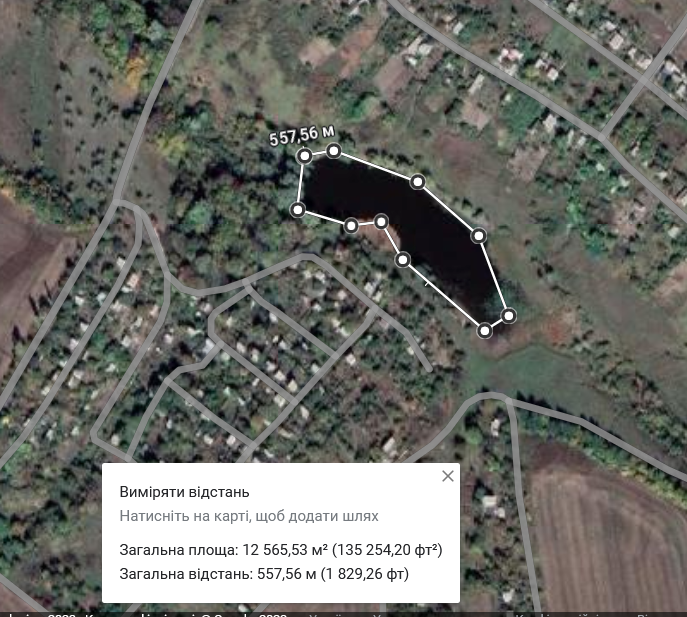 557,56 м
Виміряти відстань
Натисніть на карті, щоб додати шлях
Загальна площа: 12 565,53 м² (135 254,20 фт²)
Загальна відстань: 557,56 м (1 829,26 фт)